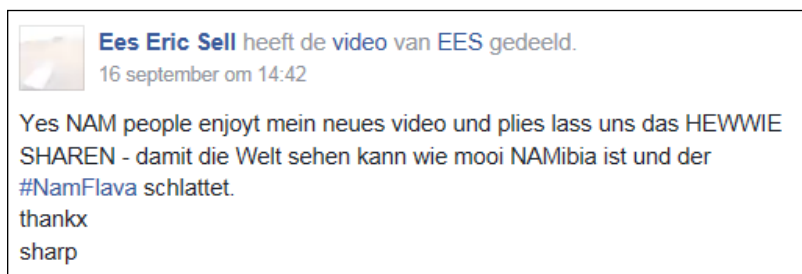 Ees Eric Sell heeft de video van EES gedeeld.
16 september om 14:42
Yes NAM people enjoyt mein neues video und plies lass uns das HEWWIE
SHAREN - damit die Welt sehen kann wie mooi NAMibia ist und der
#NamFlava schlattet.
thankx
sharp